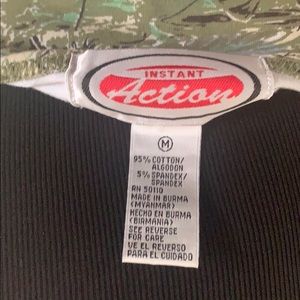 INSTANT
Action
M
95% COTTON/
ALGODON
5% SPANDEX/
SPANDEX
RN 50110
MADE IN BURMA
(MYANMAR)
HECHO EN BURMA
(BIRMANIA)
SEE REVERSE
FOR CARE
VE EL REVERSO
PARA EL CUIDADO